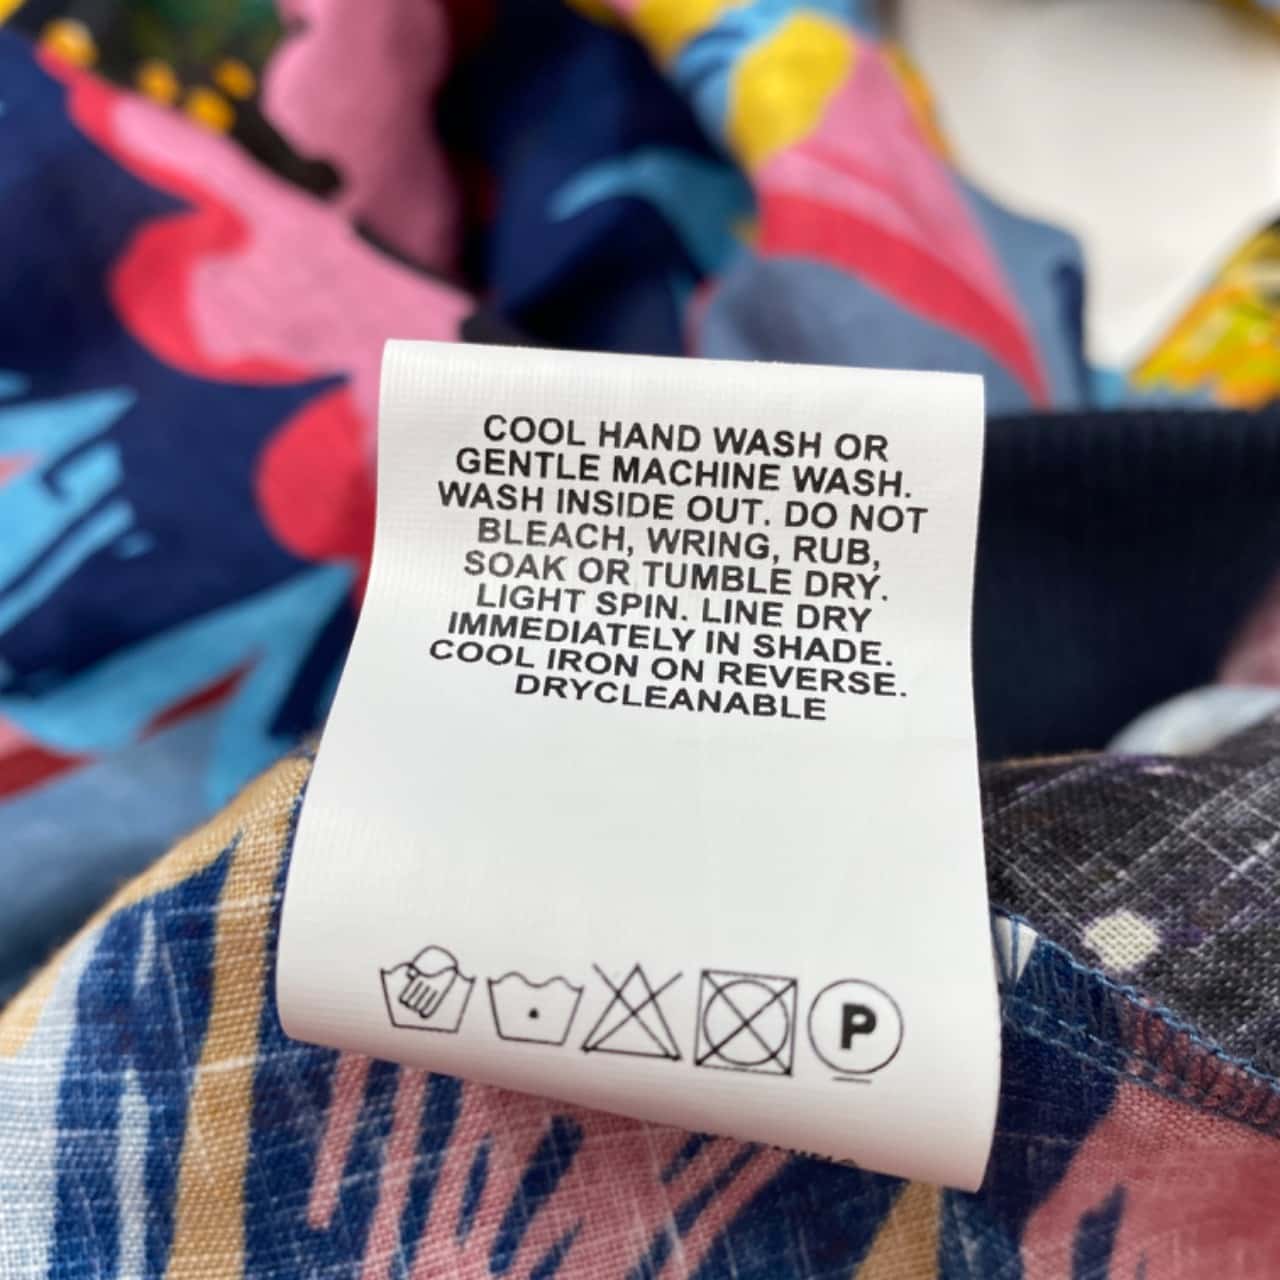 COOL HAND WASH OR
GENTLE MACHINE WASH.
WASH INSIDE OUT. DO NOT
BLEACH, WRING, RUB,
SOAK OR TUMBLE DRY.
LIGHT SPIN. LINE DRY
IMMEDIATELY IN SHADE.
COOL IRON ON REVERSE.
DRYCLEANABLE
P